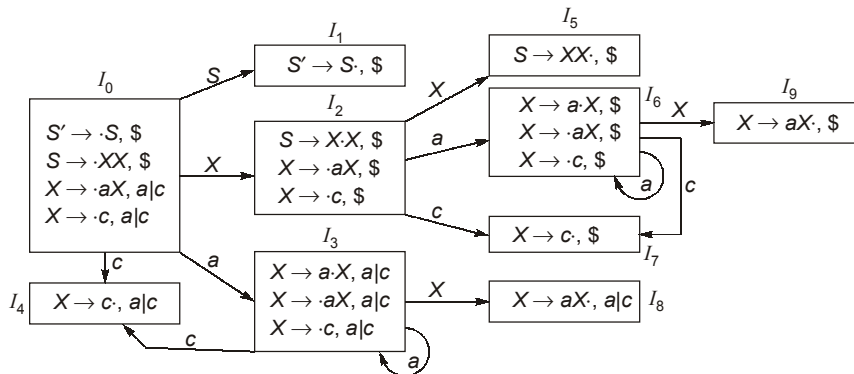 I₀
S′ → ·S, $
S → ·XX, $
X → ·aX, a|c
X → ·c, a|c
S
I₁
S′ → S·, $
X
I₂
S → X·X, $
X → ·aX, $
X → ·c, $
X
I₅
S → XX·, $
a
I₆
X → a·X, $
X → ·aX, $
X → ·c, $
a
X
I₉
X → aX·, $
c
c
X → c·, $
I₇
c
I₄
X → c·, a|c
a
I₃
X → a·X, a|c
X → ·aX, a|c
X → ·c, a|c
c
a
X
X → aX·, a|c
I₈